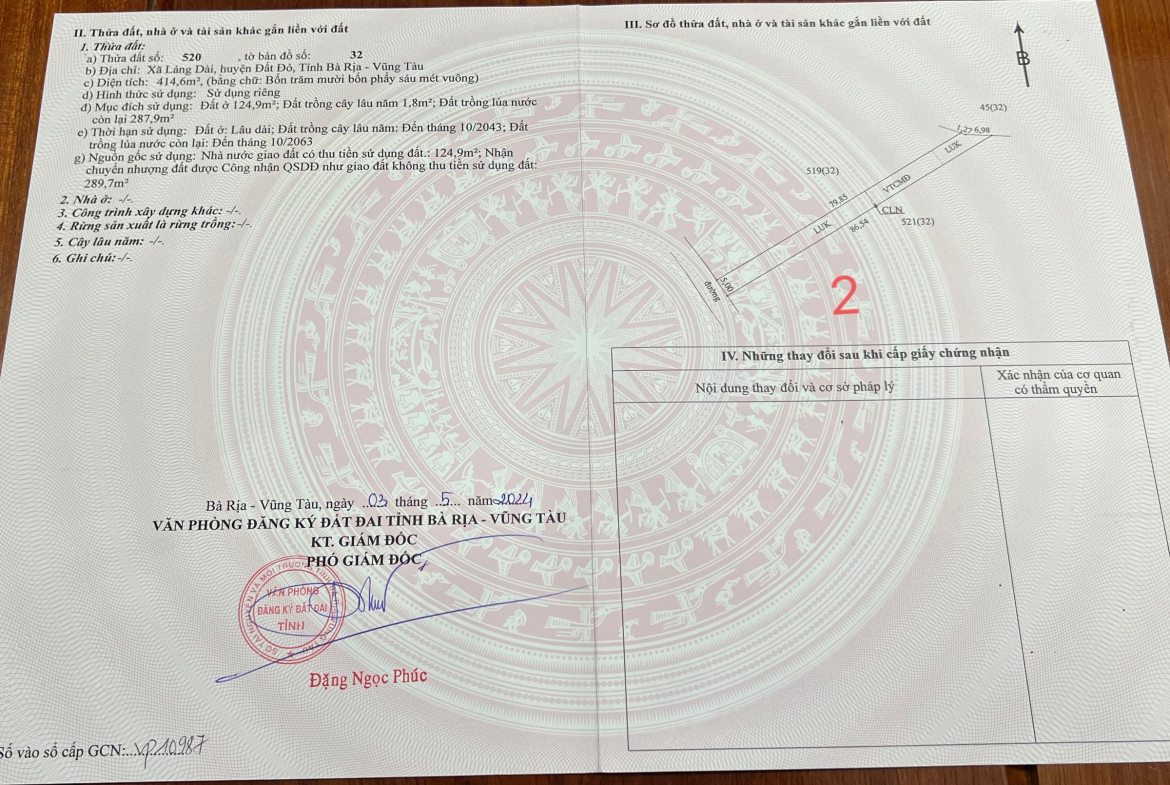 II. Thửa đất, nhà ở và tài sản khác gắn liền với đất
1. Thửa đất:
a) Thửa đất số: 520 , tờ bản đồ số: 32
b) Địa chỉ: Xã Láng Dài, huyện Đất Đỏ, Tỉnh Bà Rịa - Vũng Tàu
c) Diện tích: 414,6m², (bằng chữ: Bốn trăm mười bốn phẩy sáu mét vuông)
d) Hình thức sử dụng: Sử dụng riêng
đ) Mục đích sử dụng: Đất ở 124,9m²; Đất trồng cây lâu năm 1,8m²; Đất trồng lúa nước
còn lại 287,9m²
e) Thời hạn sử dụng: Đất ở: Lâu dài; Đất trồng cây lâu năm: Đến tháng 10/2043; Đất
trồng lúa nước còn lại: Đến tháng 10/2063
g) Nguồn gốc sử dụng: Nhà nước giao đất có thu tiền sử dụng đất.: 124,9m²; Nhận
chuyển nhượng đất được Công nhận QSDĐ như giao đất không thu tiền sử dụng đất:
289,7m²
2. Nhà ở: -/-.
3. Công trình xây dựng khác: -/-.
4. Rừng sản xuất là rừng trồng: -/-.
5. Cây lâu năm: -/-.
6. Ghi chú: -/-.
Bà Rịa - Vũng Tàu, ngày 03 tháng 5 năm 2024
VĂN PHÒNG ĐĂNG KÝ ĐẤT ĐAI TỈNH BÀ RỊA - VŨNG TÀU
KT. GIÁM ĐỐC
PHÓ GIÁM ĐỐC
VĂN PHÒNG
ĐĂNG KÝ ĐẤT ĐAI
TỈNH
Đặng Ngọc Phúc
Số vào sổ cấp GCN:...VP10987
III. Sơ đồ thửa đất, nhà ở và tài sản khác gắn liền với đất
B
45(32)
6,98
LUK
519(32)
VTCMĐ
79,85
CLN
521(32)
LUK
86,54
5,00
đường
2
IV. Những thay đổi sau khi cấp giấy chứng nhận
Nội dung thay đổi và cơ sở pháp lý
Xác nhận của cơ quan
có thẩm quyền